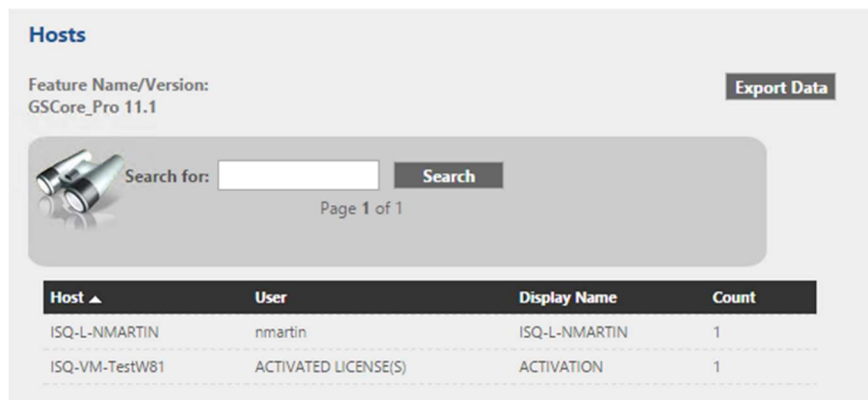 Hosts
Feature Name/Version:
GSCore_Pro 11.1
Export Data
Search for:
Search
Page 1 of 1
Host ▲ User Display Name Count
ISQ-L-NMARTIN nmartin ISQ-L-NMARTIN 1
ISQ-VM-TestW81 ACTIVATED LICENSE(S) ACTIVATION 1